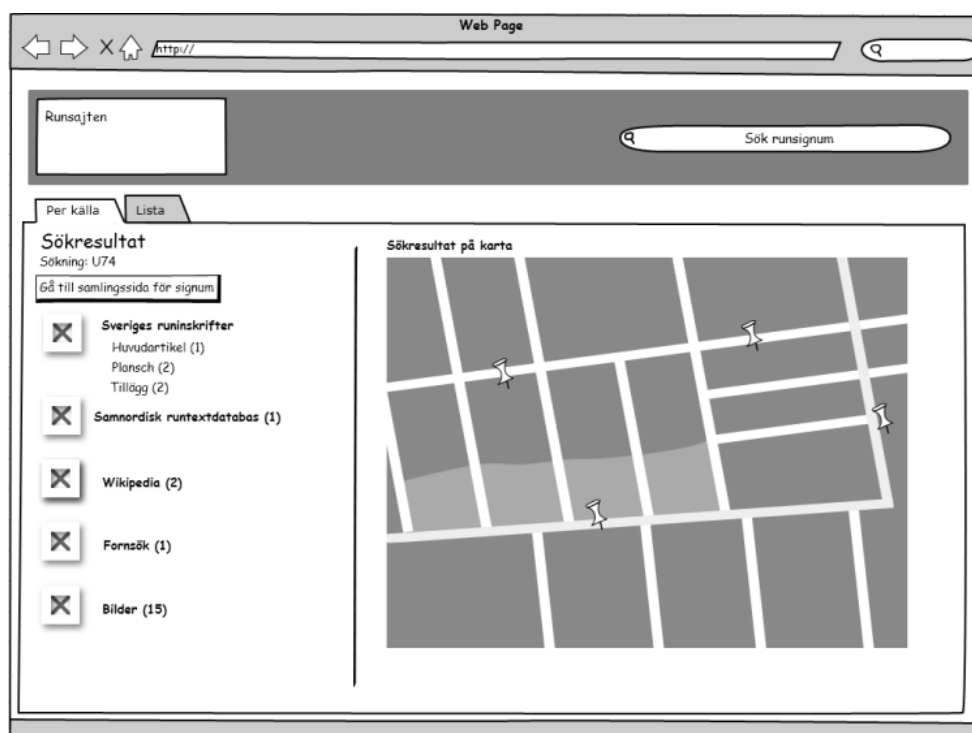 Web Page
http://
Runsajten
Sök runsignum
Per källa
Lista
Sökresultat
Sökning: U74
Gå till samlingssida för signum
Sveriges runinskrifter
Huvudartikel (1)
Plansch (2)
Tillägg (2)
Samnordisk runtextdatabas (1)
Wikipedia (2)
Fornsök (1)
Bilder (15)
Sökresultat på karta